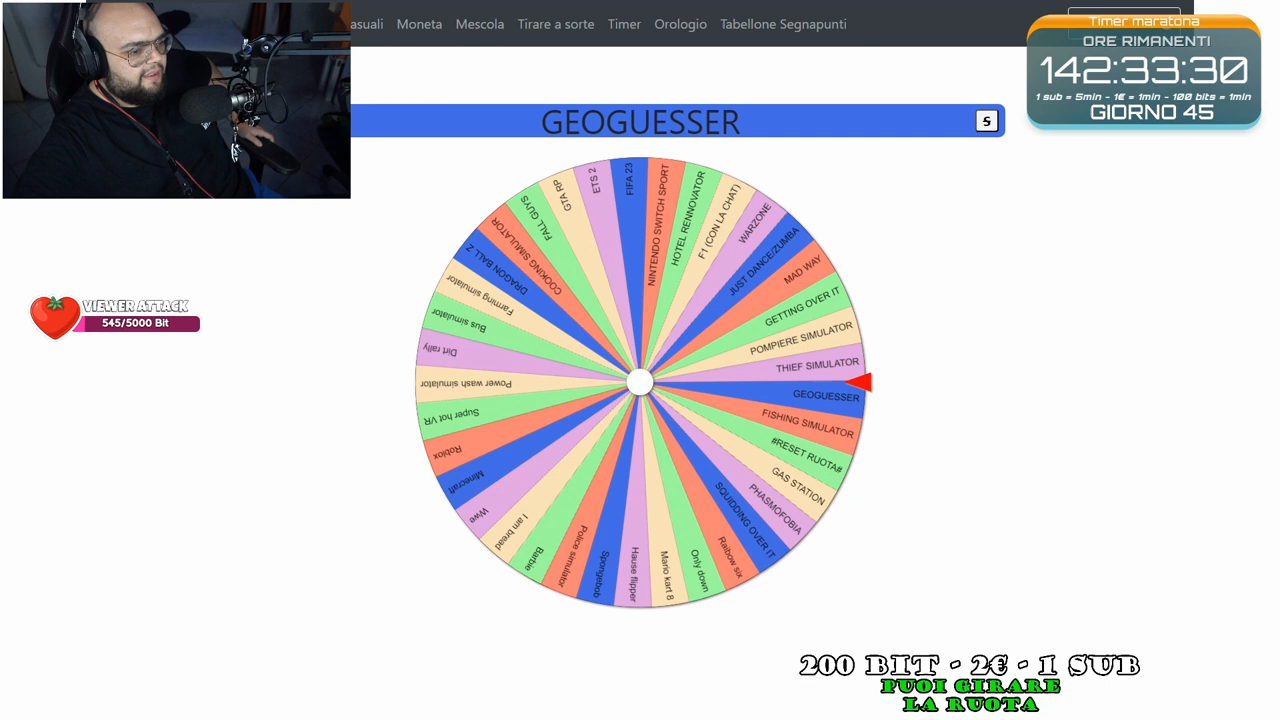 asuali Moneta Mescola Tirare a sorte Timer Orologio Tabellone Segnapunti
Timer maratona
ORE RIMANENTI
142:33:30
1 sub = 5min - 1€ = 1min - 100 bits = 1min
GIORNO 45
GEOGUESSER
S
FIFA 23
NINTENDO SWITCH SPORT
HOTEL RENNOVATOR
F1 (CON LA CHAT)
WARZONE
JUST DANCE/ZUMBA
MAD WAY
GETTING OVER IT
POMPIERE SIMULATOR
THIEF SIMULATOR
GEOGUESSER
FISHING SIMULATOR
#RESET RUOTA#
GAS STATION
PHASMOFOBIA
SQUIDDING OVER IT
Raibow six
Only down
Mario kart 8
Hause flipper
Spongebob
Police simulator
Barbie
I am bread
Wwe
Minecraft
Roblox
Super hot VR
Power wash simulator
Dirt rally
Bus simulator
Farming simulator
DRAGON BALL Z
COOKING SIMULATOR
FALL GUYS
GTA RP
ETS 2
VIEWER ATTACK
545/5000 Bit
200 BIT - 2€ - 1 SUB
PUOI GIRARE
LA RUOTA